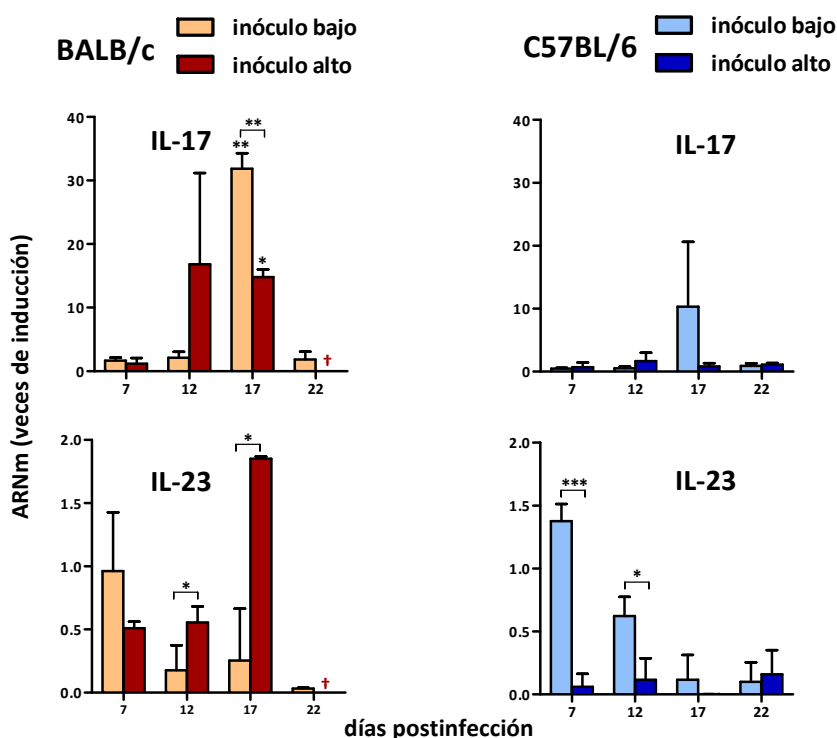 BALB/c
inóculo bajo
inóculo alto
C57BL/6
inóculo bajo
inóculo alto
ARNm (veces de inducción)
IL-17
40
30
20
10
0
**
**
*
†
7 12 17 22
IL-17
40
30
20
10
0
7 12 17 22
IL-23
2.0
1.5
1.0
0.5
0.0
*
*
†
7 12 17 22
IL-23
2.0
1.5
1.0
0.5
0.0
***
*
7 12 17 22
días postinfección